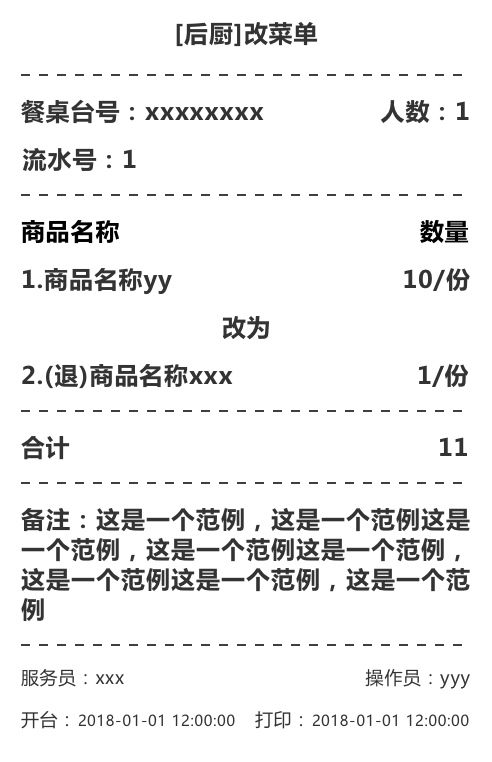 [后厨]改菜单
餐桌台号：xxxxxxxx 人数：1
流水号：1
商品名称 数量
1.商品名称yy 10/份
改为
2.(退)商品名称xxx 1/份
合计 11
备注：这是一个范例，这是一个范例这是
一个范例，这是一个范例这是一个范例，
这是一个范例这是一个范例，这是一个范
例
服务员：xxx 操作员：yyy
开台：2018-01-01 12:00:00 打印：2018-01-01 12:00:00